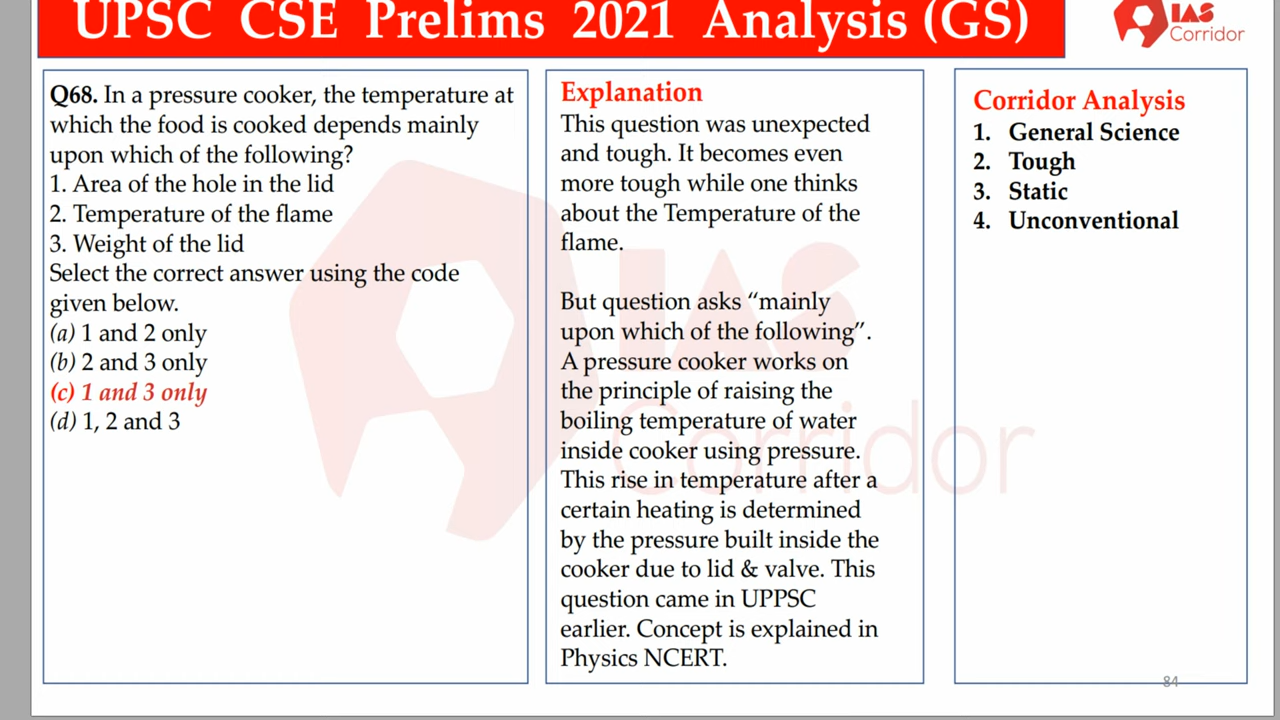 UPSC CSE Prelims 2021 Analysis (GS)
IAS
Corridor
Q68. In a pressure cooker, the temperature at
which the food is cooked depends mainly
upon which of the following?
1. Area of the hole in the lid
2. Temperature of the flame
3. Weight of the lid
Select the correct answer using the code
given below.
(a) 1 and 2 only
(b) 2 and 3 only
(c) 1 and 3 only
(d) 1, 2 and 3
Explanation
This question was unexpected
and tough. It becomes even
more tough while one thinks
about the Temperature of the
flame.
But question asks “mainly
upon which of the following”.
A pressure cooker works on
the principle of raising the
boiling temperature of water
inside cooker using pressure.
This rise in temperature after a
certain heating is determined
by the pressure built inside the
cooker due to lid & valve. This
question came in UPPSC
earlier. Concept is explained in
Physics NCERT.
Corridor Analysis
1. General Science
2. Tough
3. Static
4. Unconventional
IAS
Corridor
84